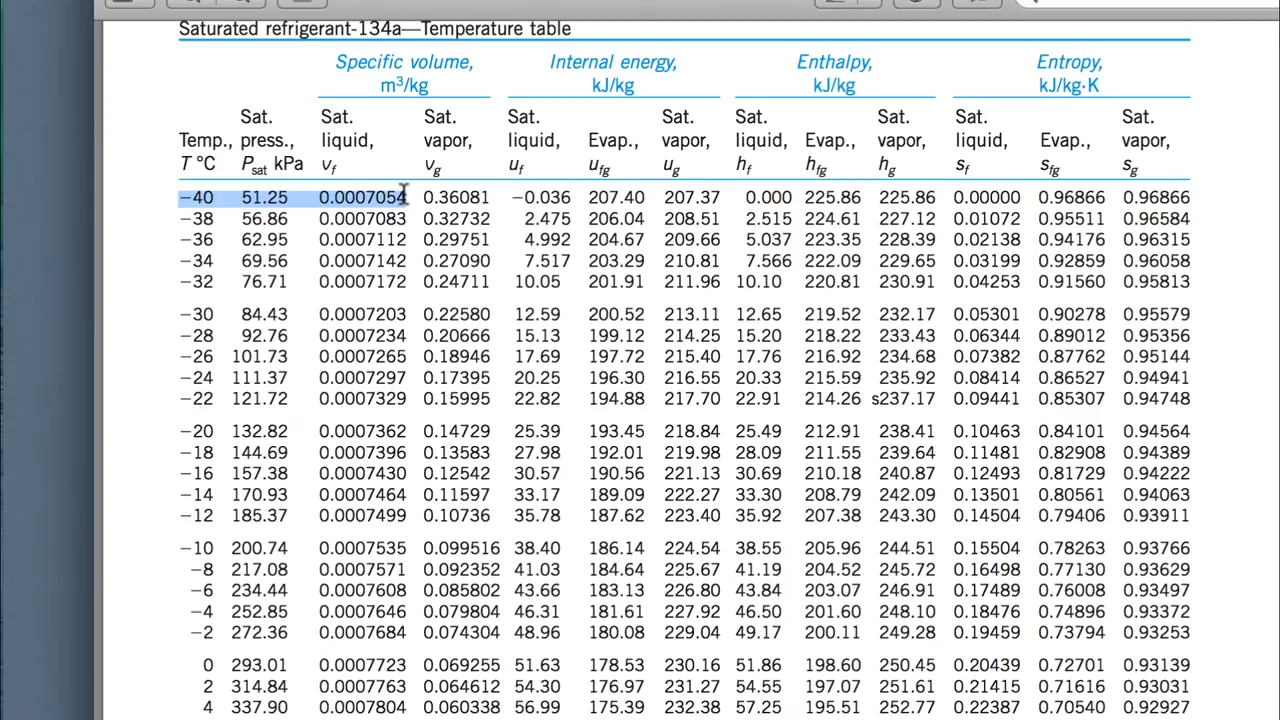 Saturated refrigerant-134a—Temperature table
Specific volume, Internal energy, Enthalpy, Entropy,
m³/kg kJ/kg kJ/kg kJ/kg·K
Sat. Sat. Sat. Sat. Sat. Sat. Sat. Sat. Sat.
Temp., press., liquid, vapor, liquid, Evap., vapor, liquid, Evap., vapor, liquid, Evap., vapor,
T °C Psat kPa vf vg uf ufg ug hf hfg hg sf sfg sg
−40 51.25 0.0007054 0.36081 −0.036 207.40 207.37 0.000 225.86 225.86 0.00000 0.96866 0.96866
−38 56.86 0.0007083 0.32732 2.475 206.04 208.51 2.515 224.61 227.12 0.01072 0.95511 0.96584
−36 62.95 0.0007112 0.29751 4.992 204.67 209.66 5.037 223.35 228.39 0.02138 0.94176 0.96315
−34 69.56 0.0007142 0.27090 7.517 203.29 210.81 7.566 222.09 229.65 0.03199 0.92859 0.96058
−32 76.71 0.0007172 0.24711 10.05 201.91 211.96 10.10 220.81 230.91 0.04253 0.91560 0.95813
−30 84.43 0.0007203 0.22580 12.59 200.52 213.11 12.65 219.52 232.17 0.05301 0.90278 0.95579
−28 92.76 0.0007234 0.20666 15.13 199.12 214.25 15.20 218.22 233.43 0.06344 0.89012 0.95356
−26 101.73 0.0007265 0.18946 17.69 197.72 215.40 17.76 216.92 234.68 0.07382 0.87762 0.95144
−24 111.37 0.0007297 0.17395 20.25 196.30 216.55 20.33 215.59 235.92 0.08414 0.86527 0.94941
−22 121.72 0.0007329 0.15995 22.82 194.88 217.70 22.91 214.26 s237.17 0.09441 0.85307 0.94748
−20 132.82 0.0007362 0.14729 25.39 193.45 218.84 25.49 212.91 238.41 0.10463 0.84101 0.94564
−18 144.69 0.0007396 0.13583 27.98 192.01 219.98 28.09 211.55 239.64 0.11481 0.82908 0.94389
−16 157.38 0.0007430 0.12542 30.57 190.56 221.13 30.69 210.18 240.87 0.12493 0.81729 0.94222
−14 170.93 0.0007464 0.11597 33.17 189.09 222.27 33.30 208.79 242.09 0.13501 0.80561 0.94063
−12 185.37 0.0007499 0.10736 35.78 187.62 223.40 35.92 207.38 243.30 0.14504 0.79406 0.93911
−10 200.74 0.0007535 0.099516 38.40 186.14 224.54 38.55 205.96 244.51 0.15504 0.78263 0.93766
−8 217.08 0.0007571 0.092352 41.03 184.64 225.67 41.19 204.52 245.72 0.16498 0.77130 0.93629
−6 234.44 0.0007608 0.085802 43.66 183.13 226.80 43.84 203.07 246.91 0.17489 0.76008 0.93497
−4 252.85 0.0007646 0.079804 46.31 181.61 227.92 46.50 201.60 248.10 0.18476 0.74896 0.93372
−2 272.36 0.0007684 0.074304 48.96 180.08 229.04 49.17 200.11 249.28 0.19459 0.73794 0.93253
0 293.01 0.0007723 0.069255 51.63 178.53 230.16 51.86 198.60 250.45 0.20439 0.72701 0.93139
2 314.84 0.0007763 0.064612 54.30 176.97 231.27 54.55 197.07 251.61 0.21415 0.71616 0.93031
4 337.90 0.0007804 0.060338 56.99 175.39 232.38 57.25 195.51 252.77 0.22387 0.70540 0.92927